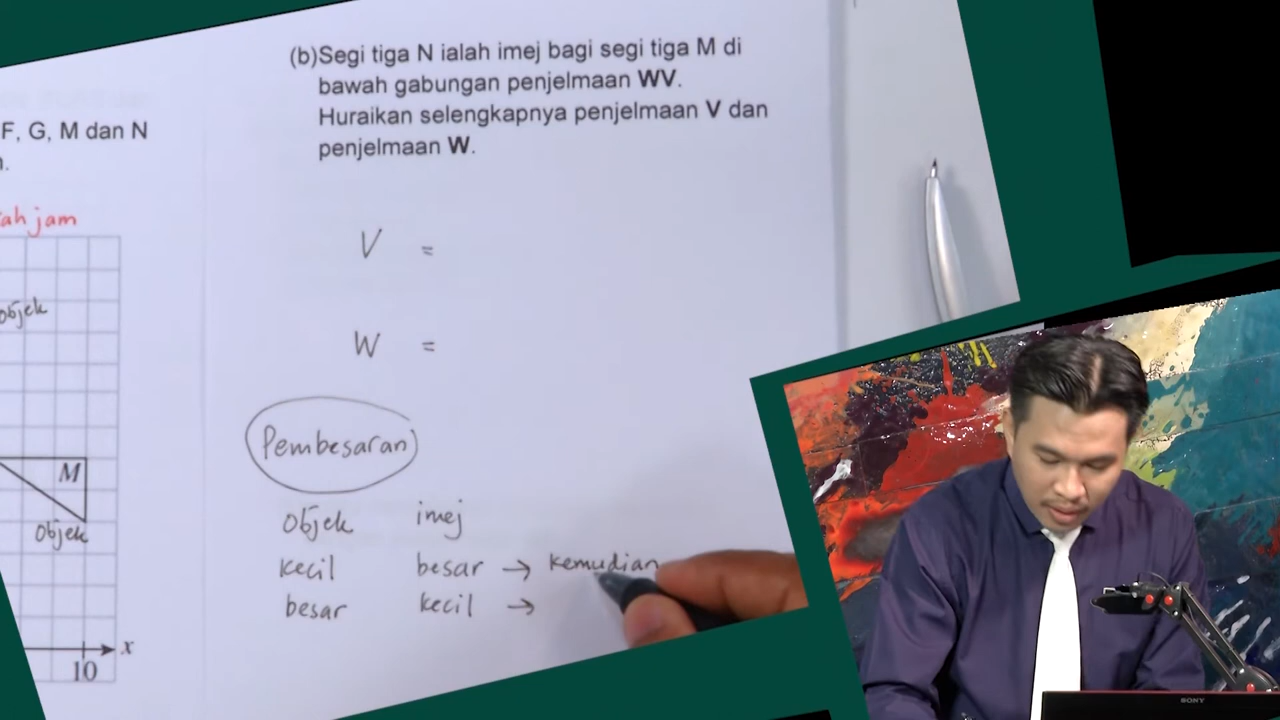 F, G, M dan N
ah jam
objek
M
Objek
x
10
(b)Segi tiga N ialah imej bagi segi tiga M di
bawah gabungan penjelmaan WV.
Huraikan selengkapnya penjelmaan V dan
penjelmaan W.
V =
W =
Pembesaran
objek imej
kecil besar → kemudian
besar kecil →
SONY